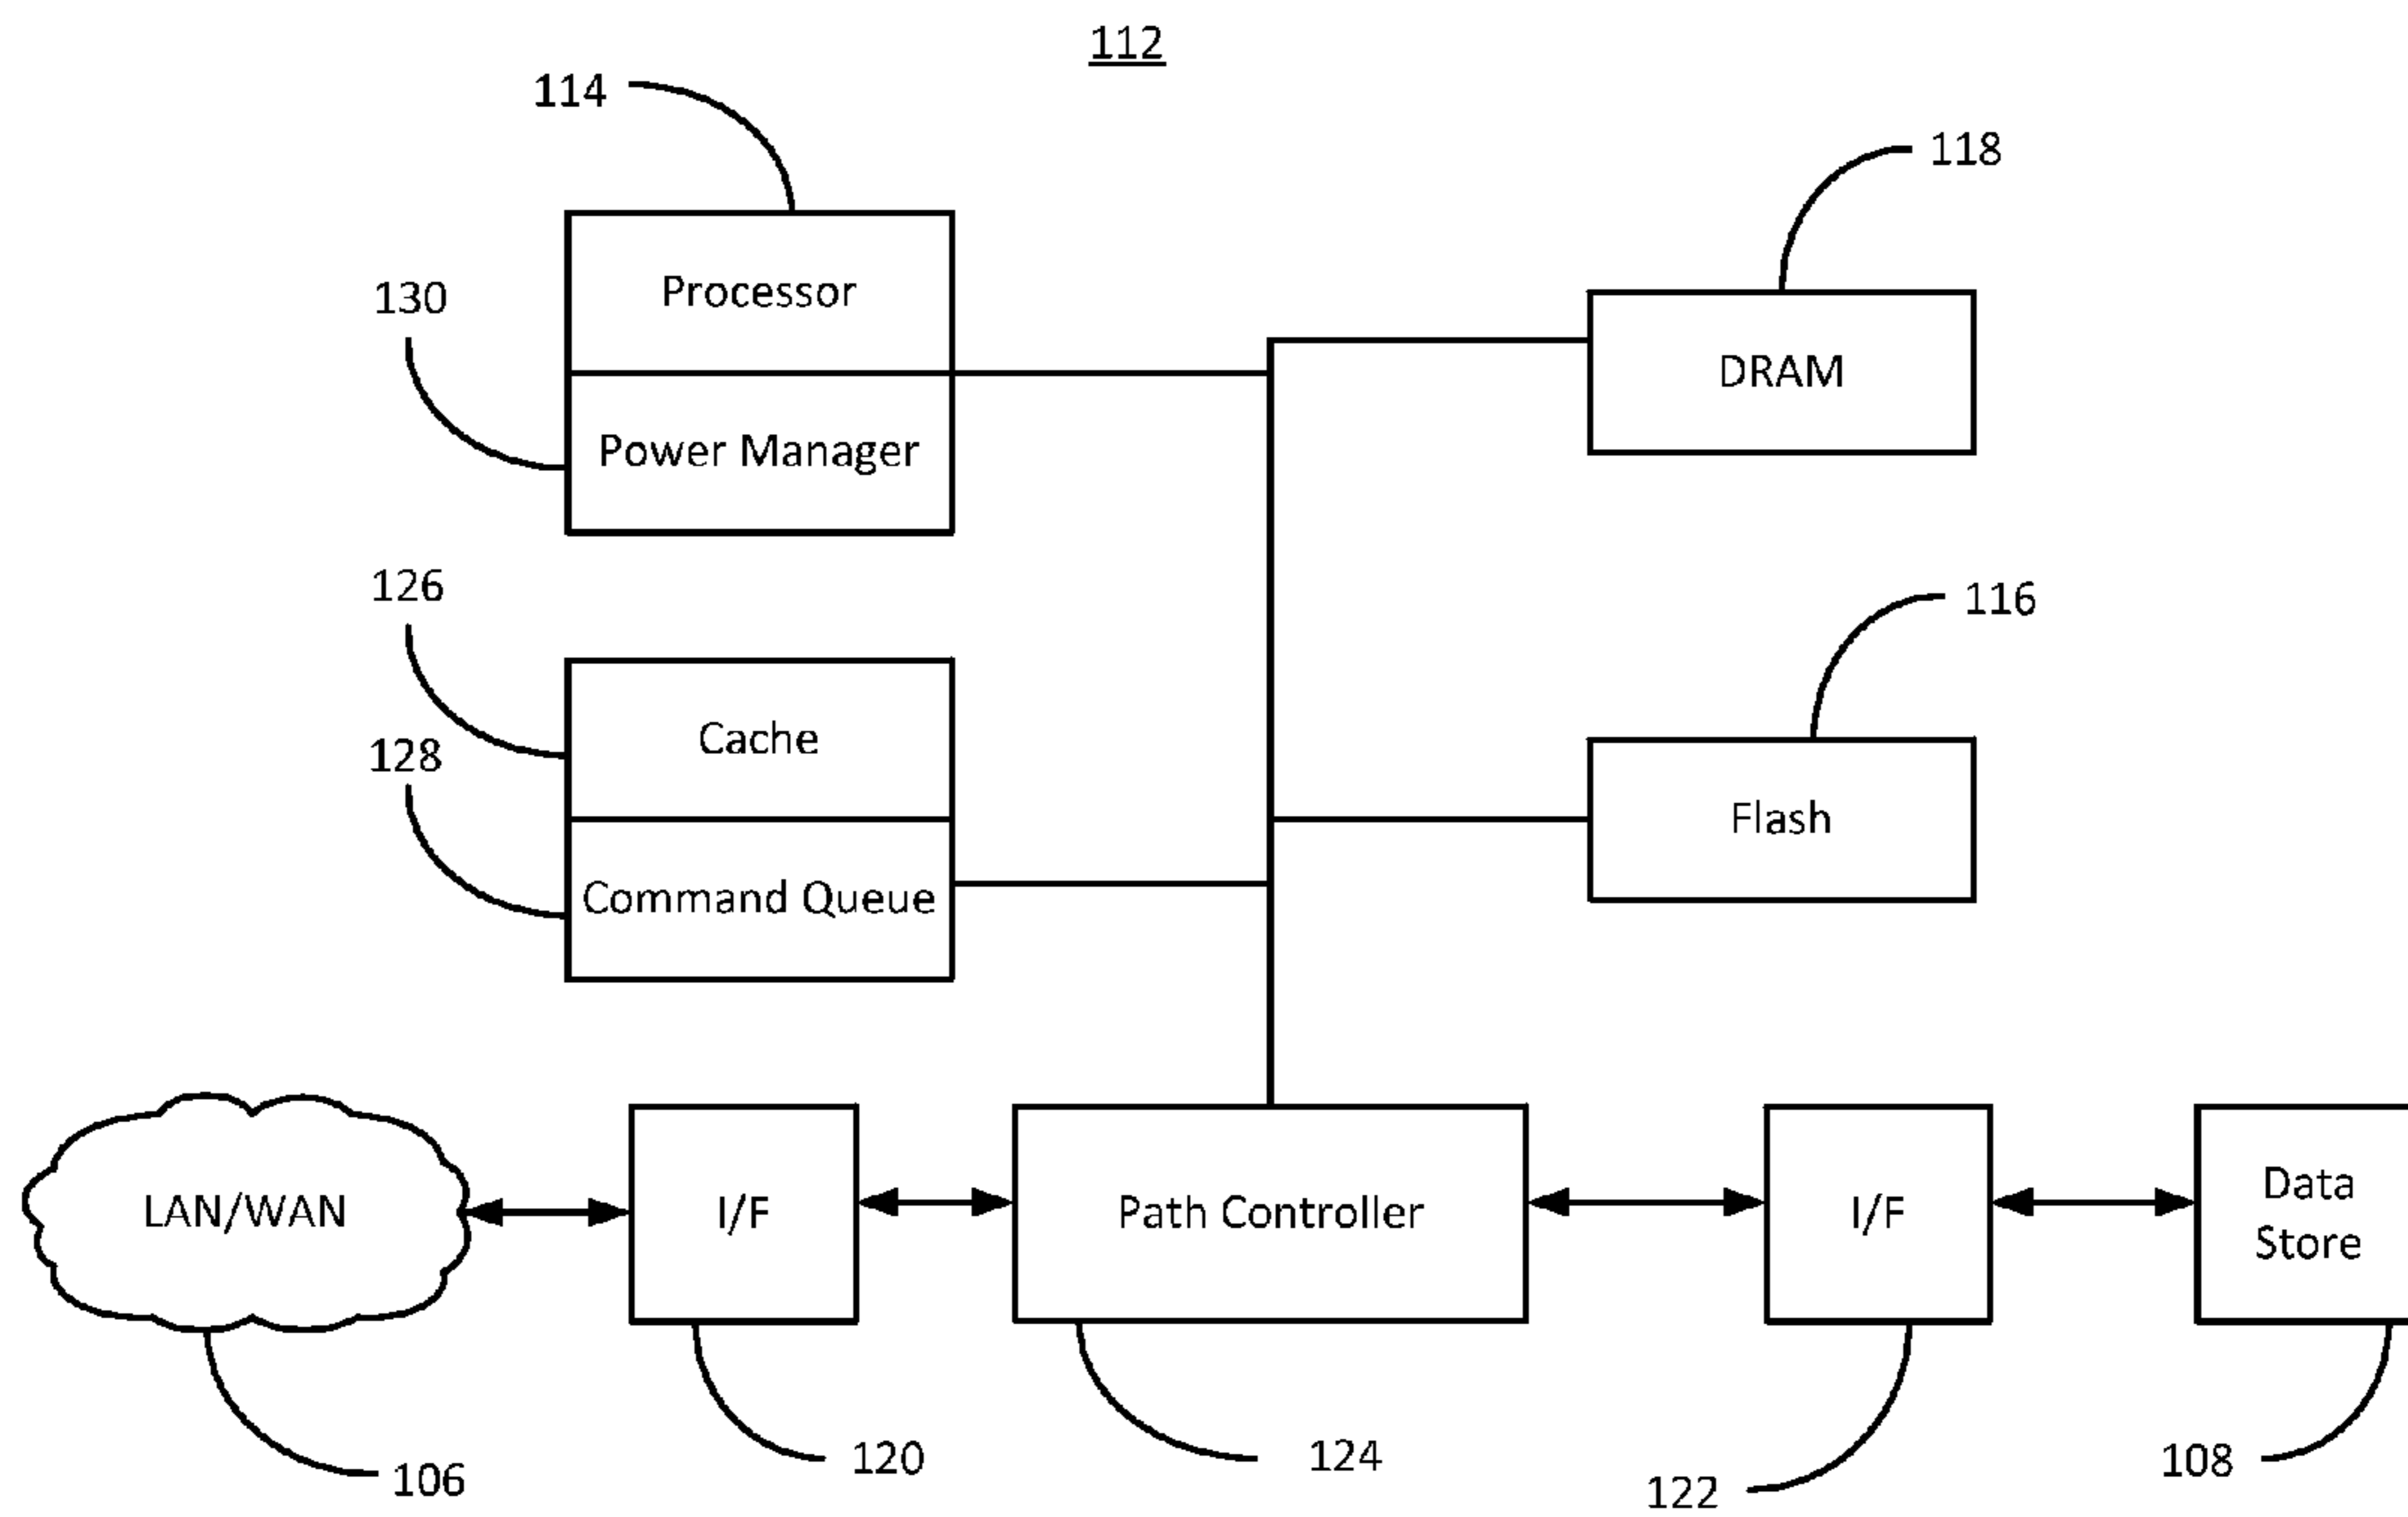 112
114
118
Processor
130
DRAM
Power Manager
126
116
Cache
128
Flash
Command Queue
LAN/WAN
I/F
Path Controller
I/F
Data
Store
106
120
124
122
108